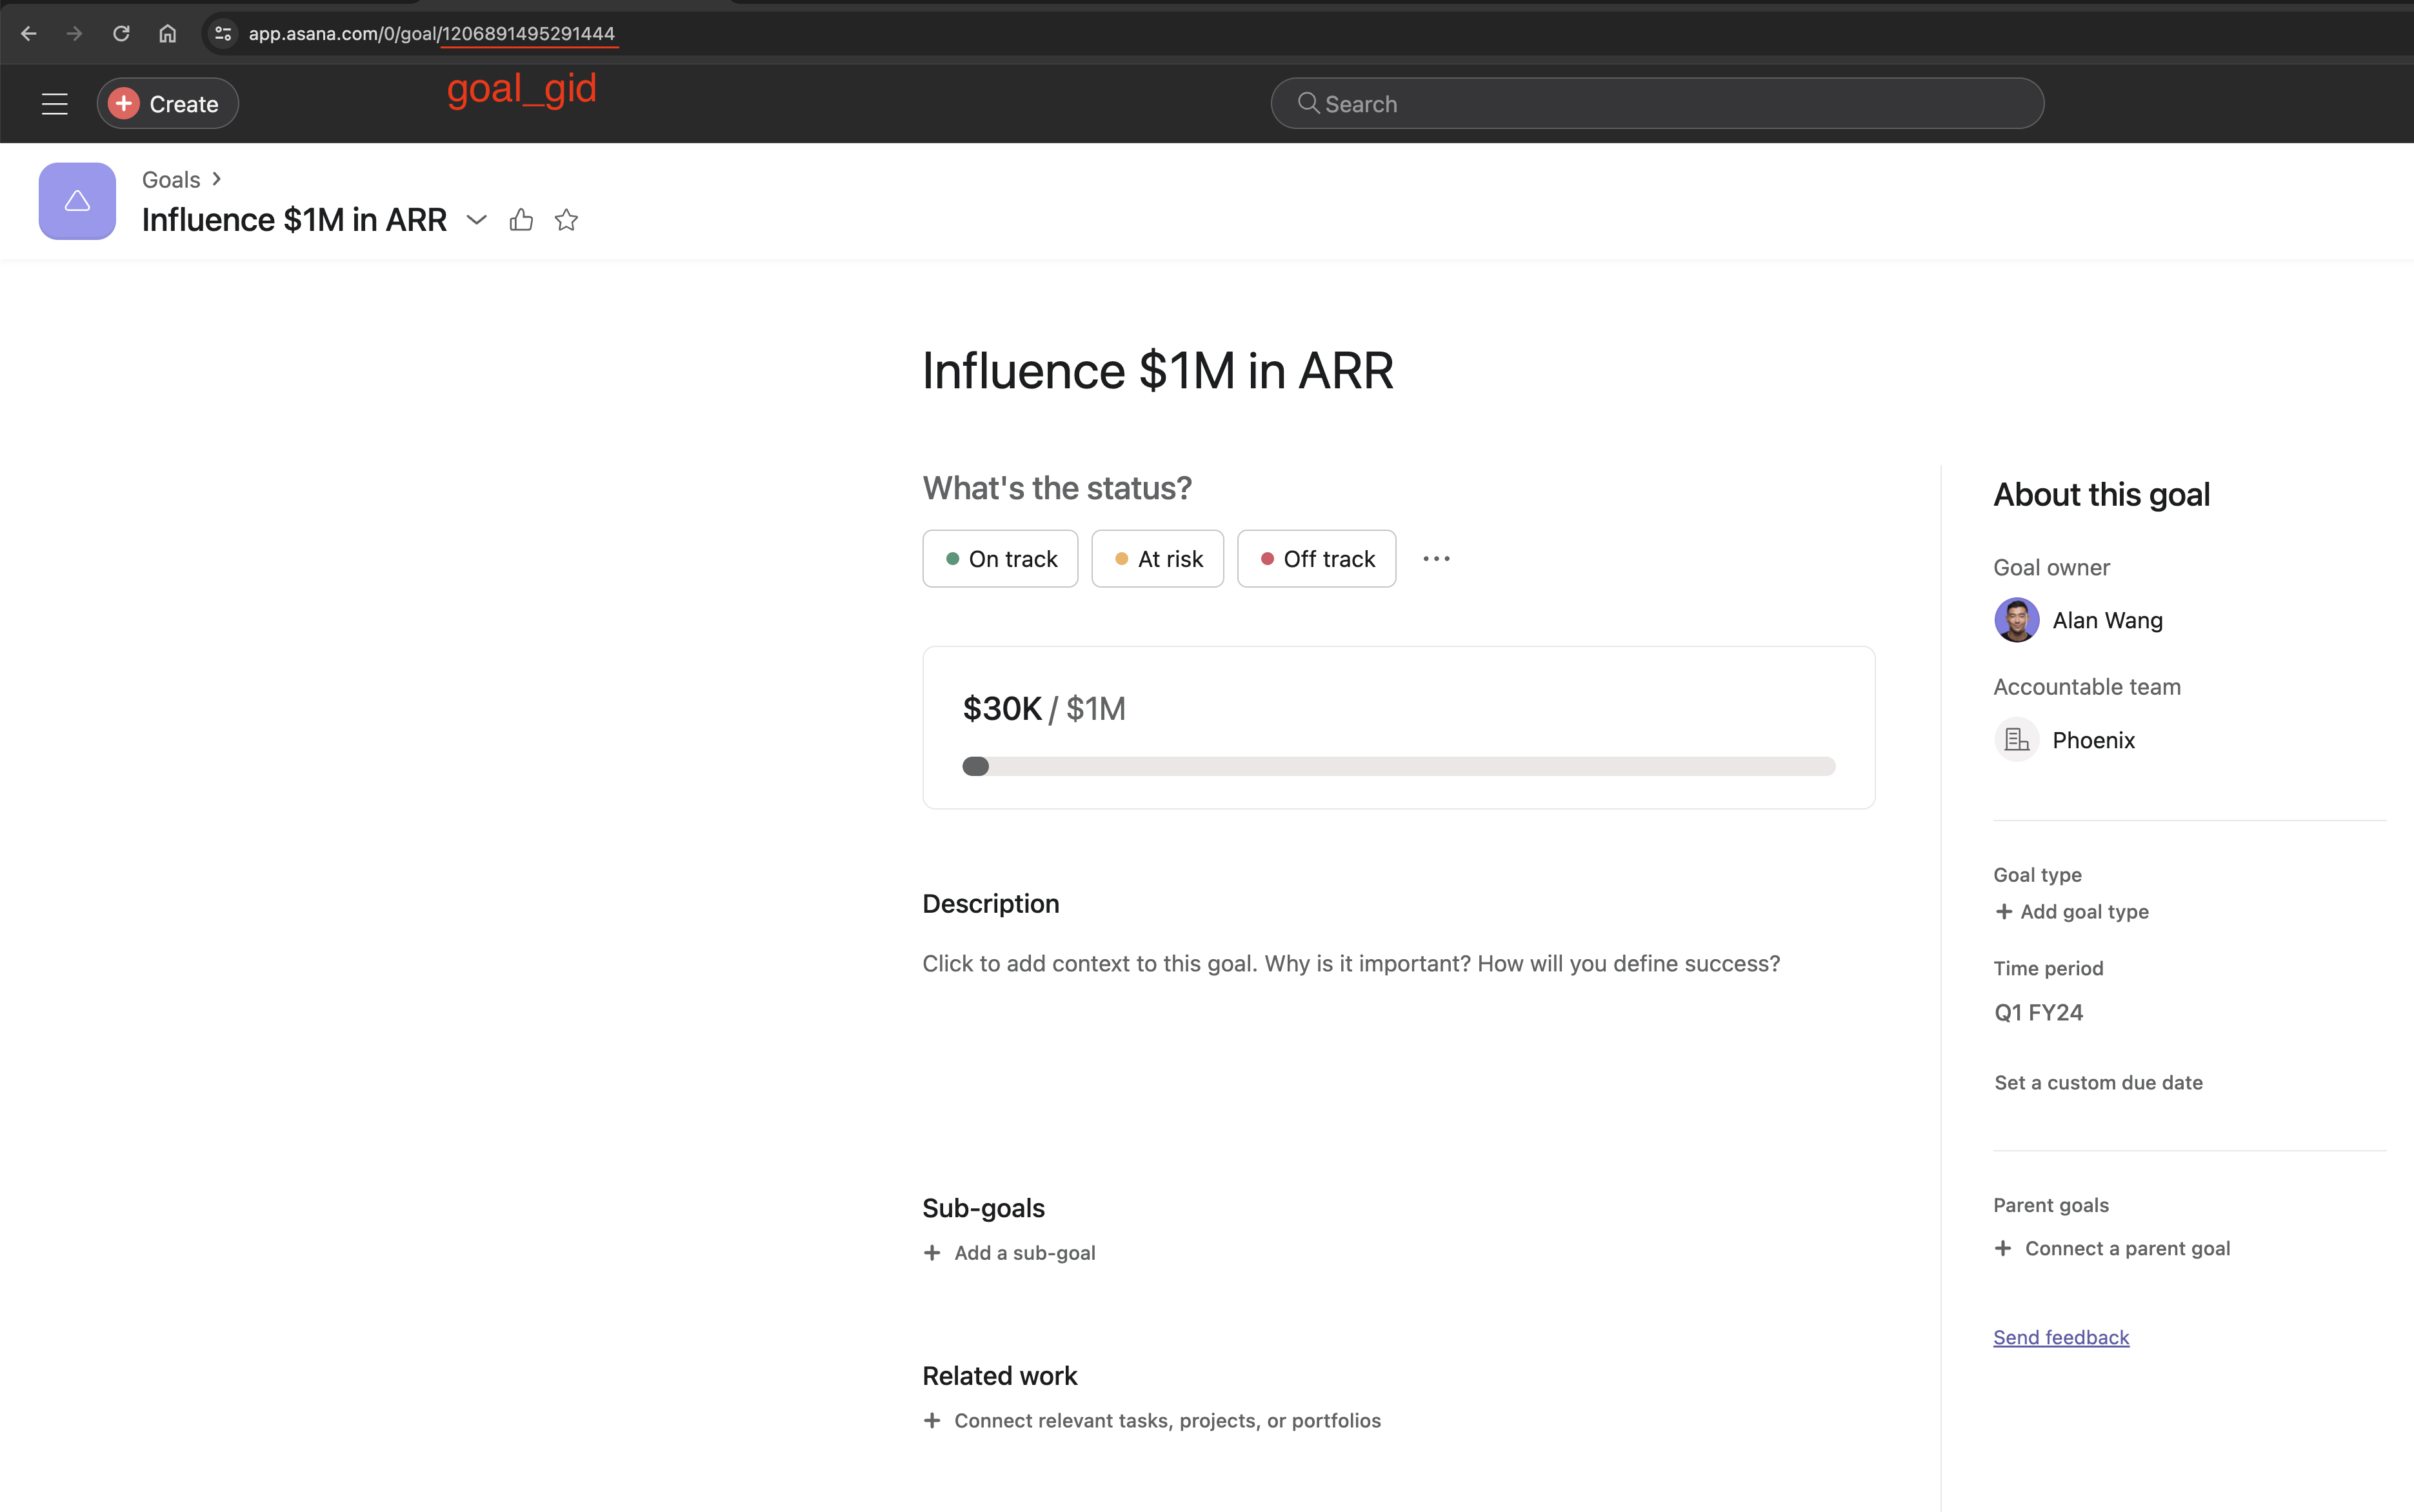 app.asana.com/0/goal/1206891495291444
goal_gid
Create
Search
Goals
Influence $1M in ARR
Influence $1M in ARR
What's the status?
On track
At risk
Off track
$30K / $1M
Description
Click to add context to this goal. Why is it important? How will you define success?
Sub-goals
+ Add a sub-goal
Related work
+ Connect relevant tasks, projects, or portfolios
About this goal
Goal owner
Alan Wang
Accountable team
Phoenix
Goal type
+ Add goal type
Time period
Q1 FY24
Set a custom due date
Parent goals
+ Connect a parent goal
Send feedback